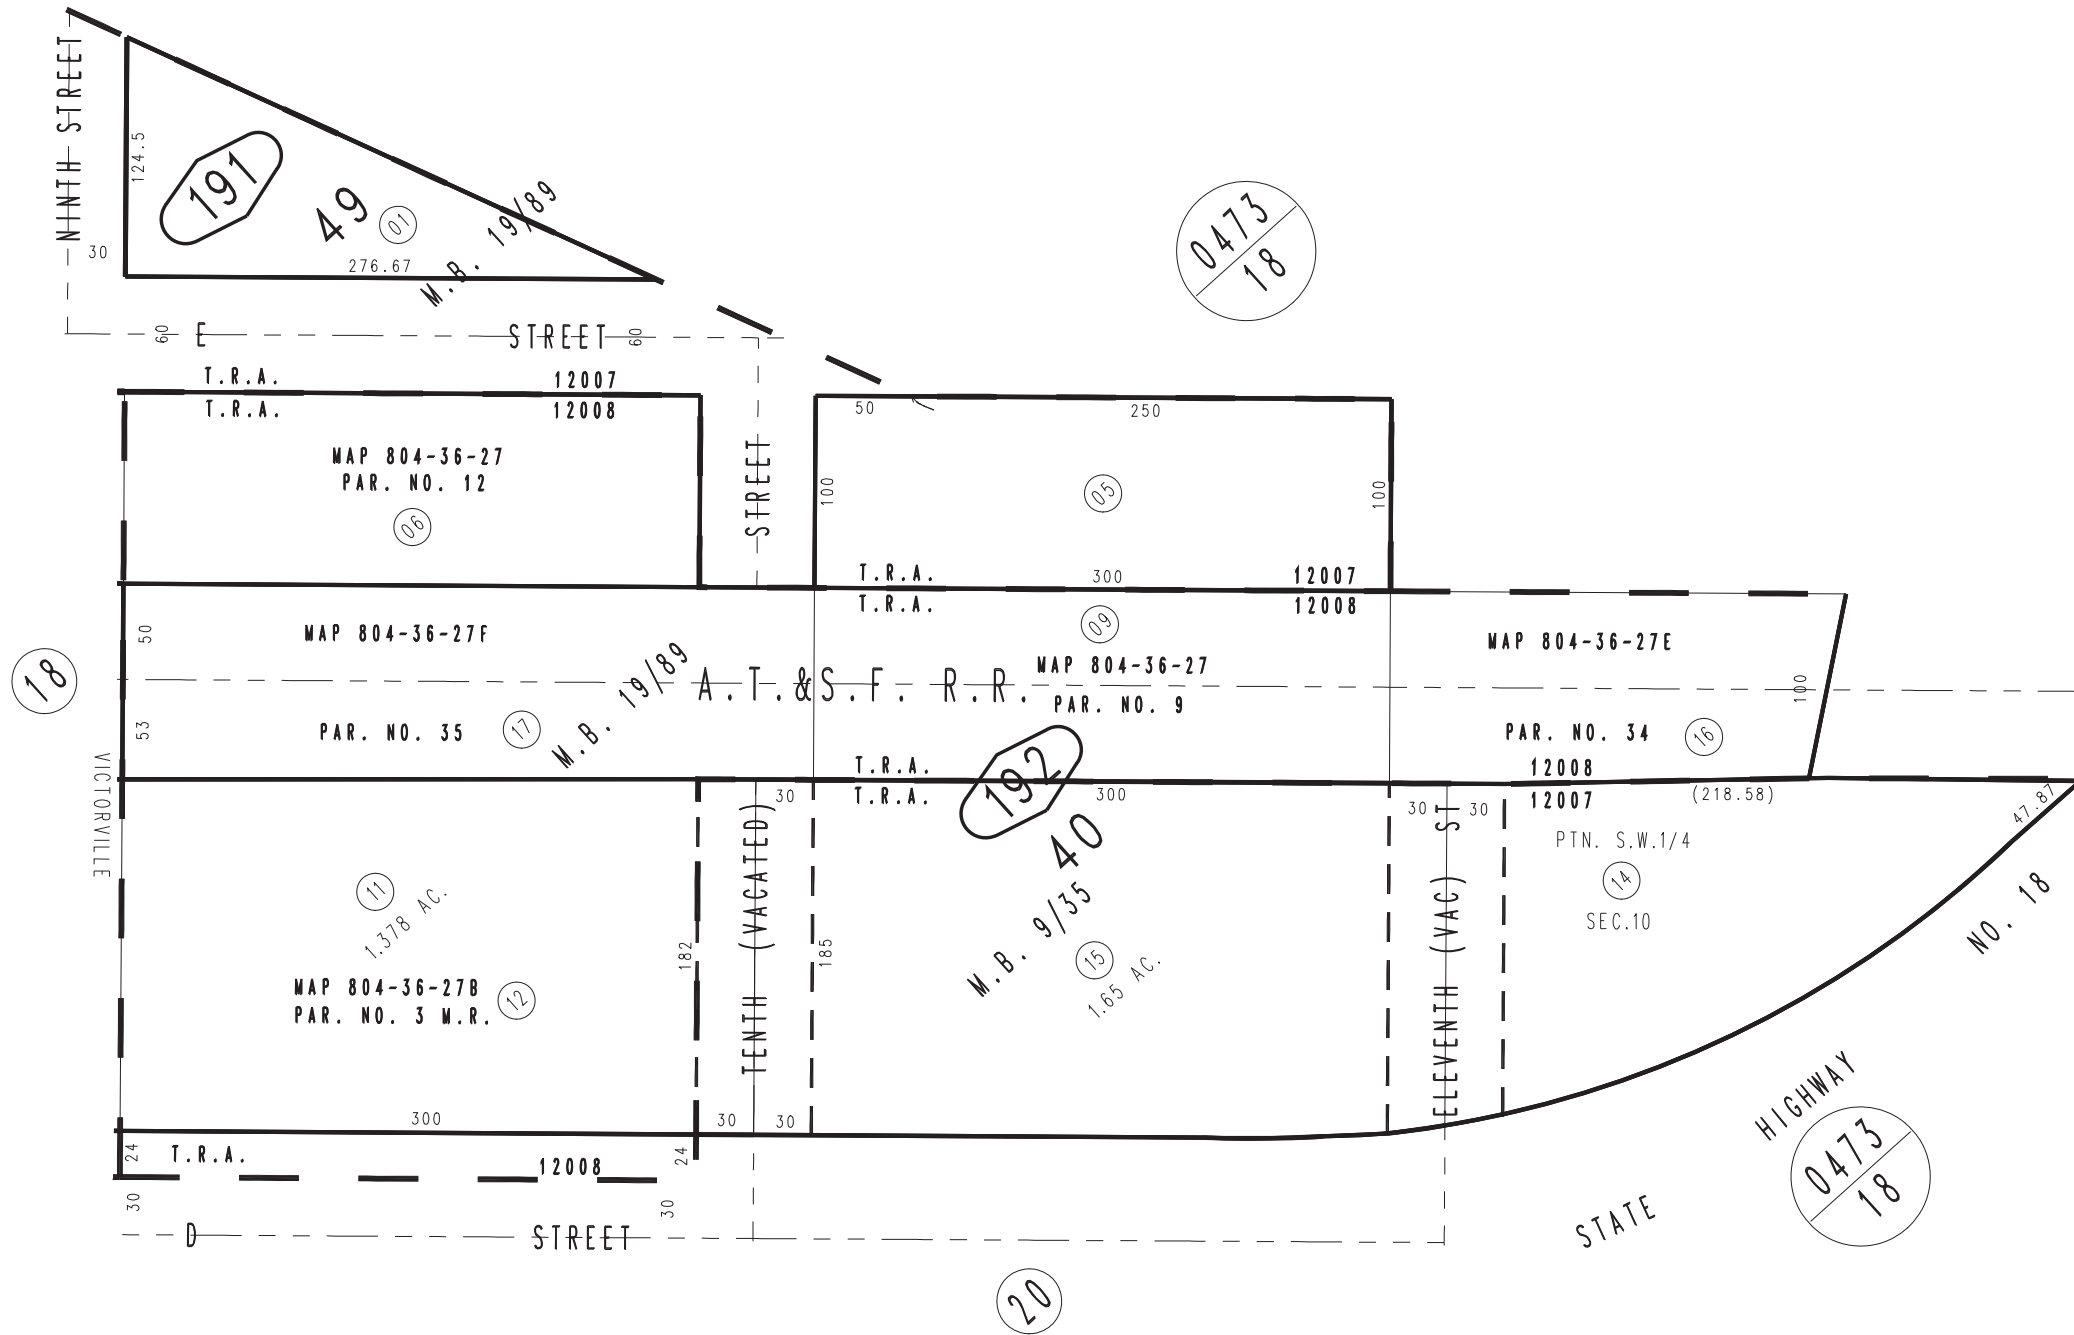 NINTH STREET
124.5
191
49
01
M.B. 19/89
30
276.67
0473
18
60
E
STREET
60
T.R.A.
12007
T.R.A.
12008
50
250
MAP 804-36-27
PAR. NO. 12
06
STREET
100
05
100
T.R.A.
300
12007
T.R.A.
12008
50
MAP 804-36-27F
09
MAP 804-36-27E
18
M.B. 19/89
A.T.&S.F. R.R.
MAP 804-36-27
PAR. NO. 9
100
53
PAR. NO. 35
17
PAR. NO. 34
16
VICTORVILLE
T.R.A.
T.R.A.
192
30
300
12008
12007
(218.58)
47.87
30
30
40
PTN. S.W.1/4
14
SEC.10
11
1.378 AC.
TENTH (VACATED)
M.B. 9/35
15
1.65 AC.
ELEVENTH (VAC) ST
182
185
MAP 804-36-27B
PAR. NO. 3 M.R.
12
STATE HIGHWAY NO. 18
300
30
30
24
T.R.A.
12008
24
30
30
D
STREET
0473
18
20